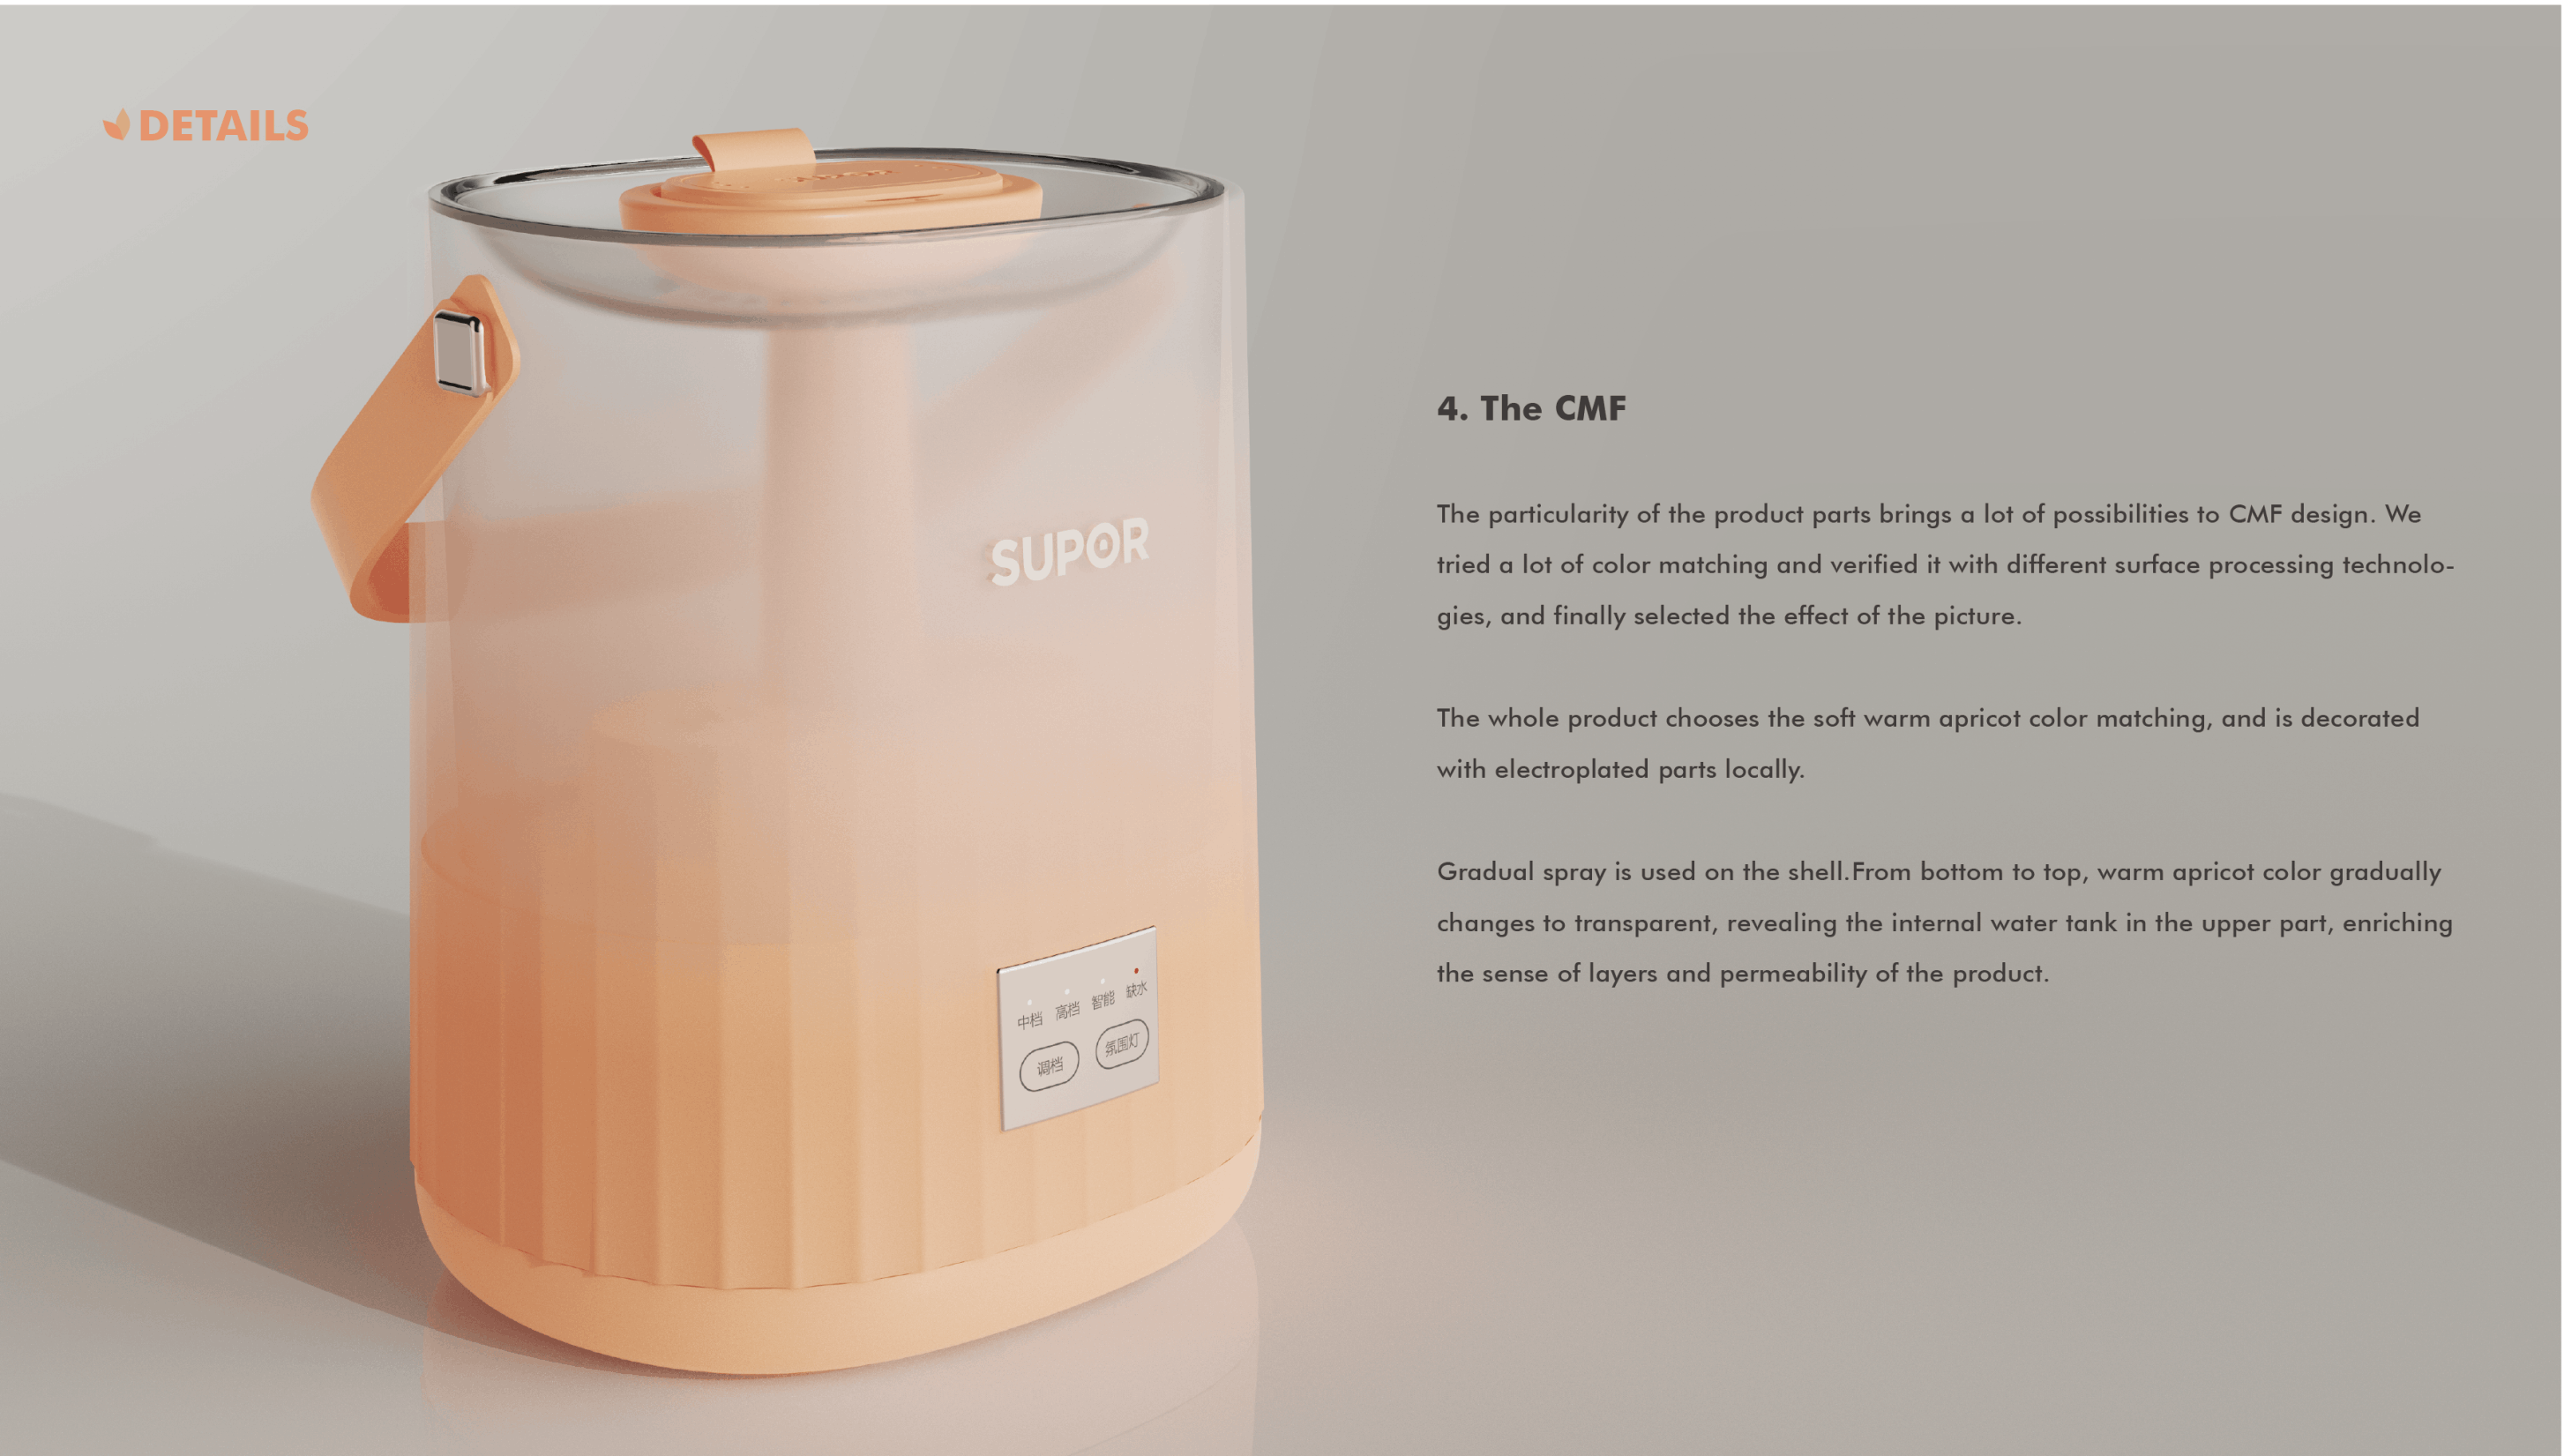 DETAILS
SUPOR
中档 高档 智能 缺水
调档 氛围灯
4. The CMF
The particularity of the product parts brings a lot of possibilities to CMF design. We
tried a lot of color matching and verified it with different surface processing technolo-
gies, and finally selected the effect of the picture.
The whole product chooses the soft warm apricot color matching, and is decorated
with electroplated parts locally.
Gradual spray is used on the shell.From bottom to top, warm apricot color gradually
changes to transparent, revealing the internal water tank in the upper part, enriching
the sense of layers and permeability of the product.